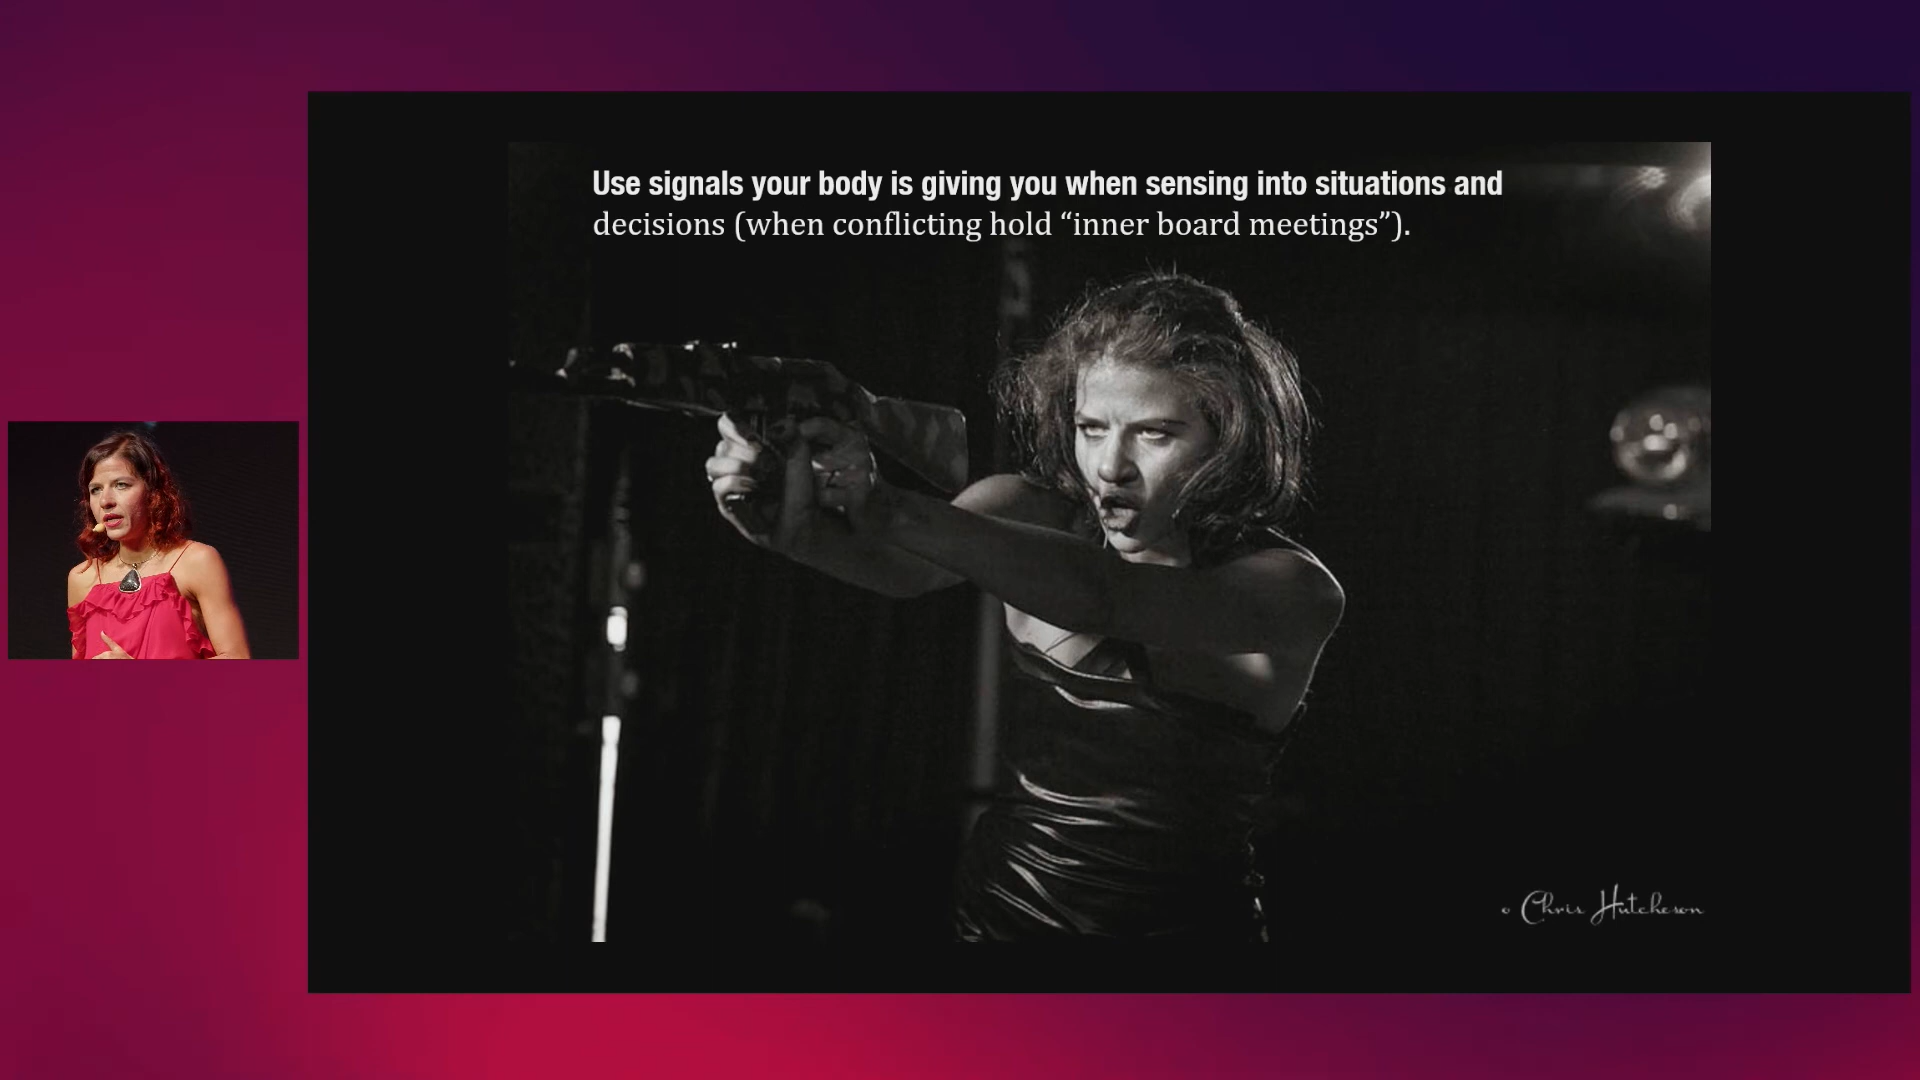 Use signals your body is giving you when sensing into situations and
decisions (when conflicting hold “inner board meetings”).
© Chris Hutcheson